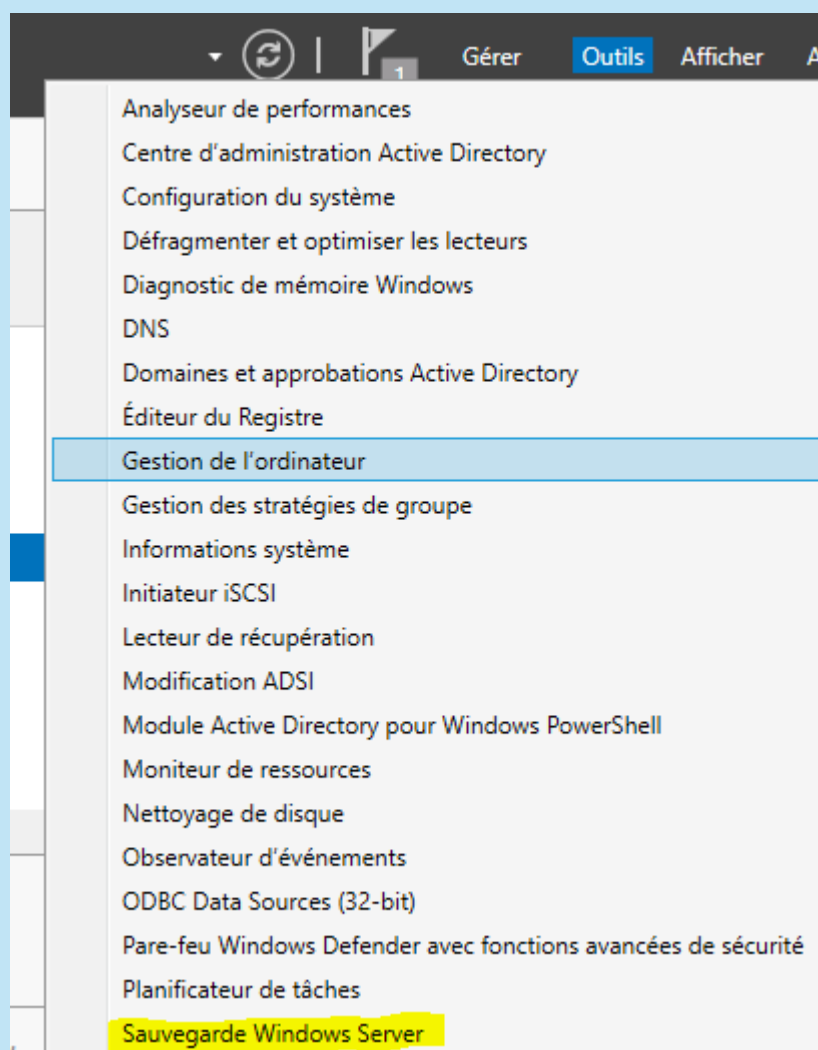 1 Gérer Outils Afficher A
Analyseur de performances
Centre d'administration Active Directory
Configuration du système
Défragmenter et optimiser les lecteurs
Diagnostic de mémoire Windows
DNS
Domaines et approbations Active Directory
Éditeur du Registre
Gestion de l'ordinateur
Gestion des stratégies de groupe
Informations système
Initiateur iSCSI
Lecteur de récupération
Modification ADSI
Module Active Directory pour Windows PowerShell
Moniteur de ressources
Nettoyage de disque
Observateur d'événements
ODBC Data Sources (32-bit)
Pare-feu Windows Defender avec fonctions avancées de sécurité
Planificateur de tâches
Sauvegarde Windows Server